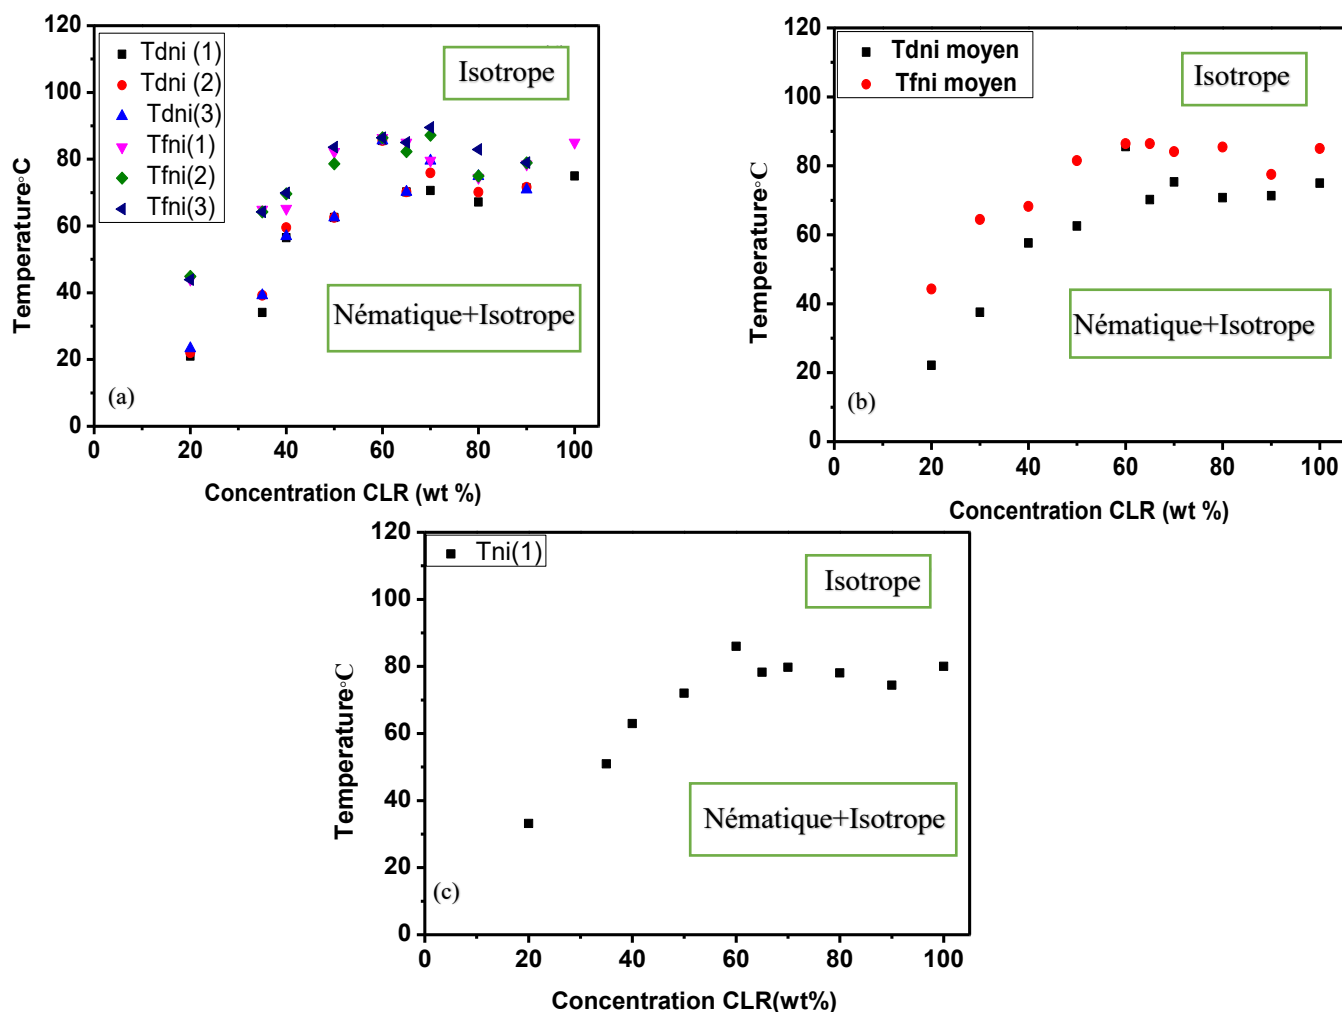 120
100
80
60
40
20
0
Temperature°C
Tdni (1)
Tdni (2)
Tdni(3)
Tfni(1)
Tfni(2)
Tfni(3)
Isotrope
Nématique+Isotrope
(a)
0 20 40 60 80 100
Concentration CLR (wt %)
120
100
80
60
40
20
0
Temperature°C
Tdni moyen
Tfni moyen
Isotrope
Nématique+Isotrope
(b)
0 20 40 60 80 100
Concentration CLR (wt %)
120
100
80
60
40
20
0
Temperature°C
Tni(1)
Isotrope
Nématique+Isotrope
(c)
0 20 40 60 80 100
Concentration CLR(wt%)